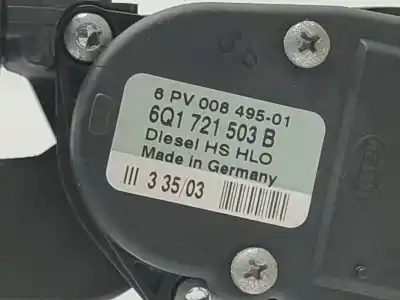 6 PV 008 495-01
6Q1 721 503 B
Diesel HS HLO
Made in Germany
III 3 35/03